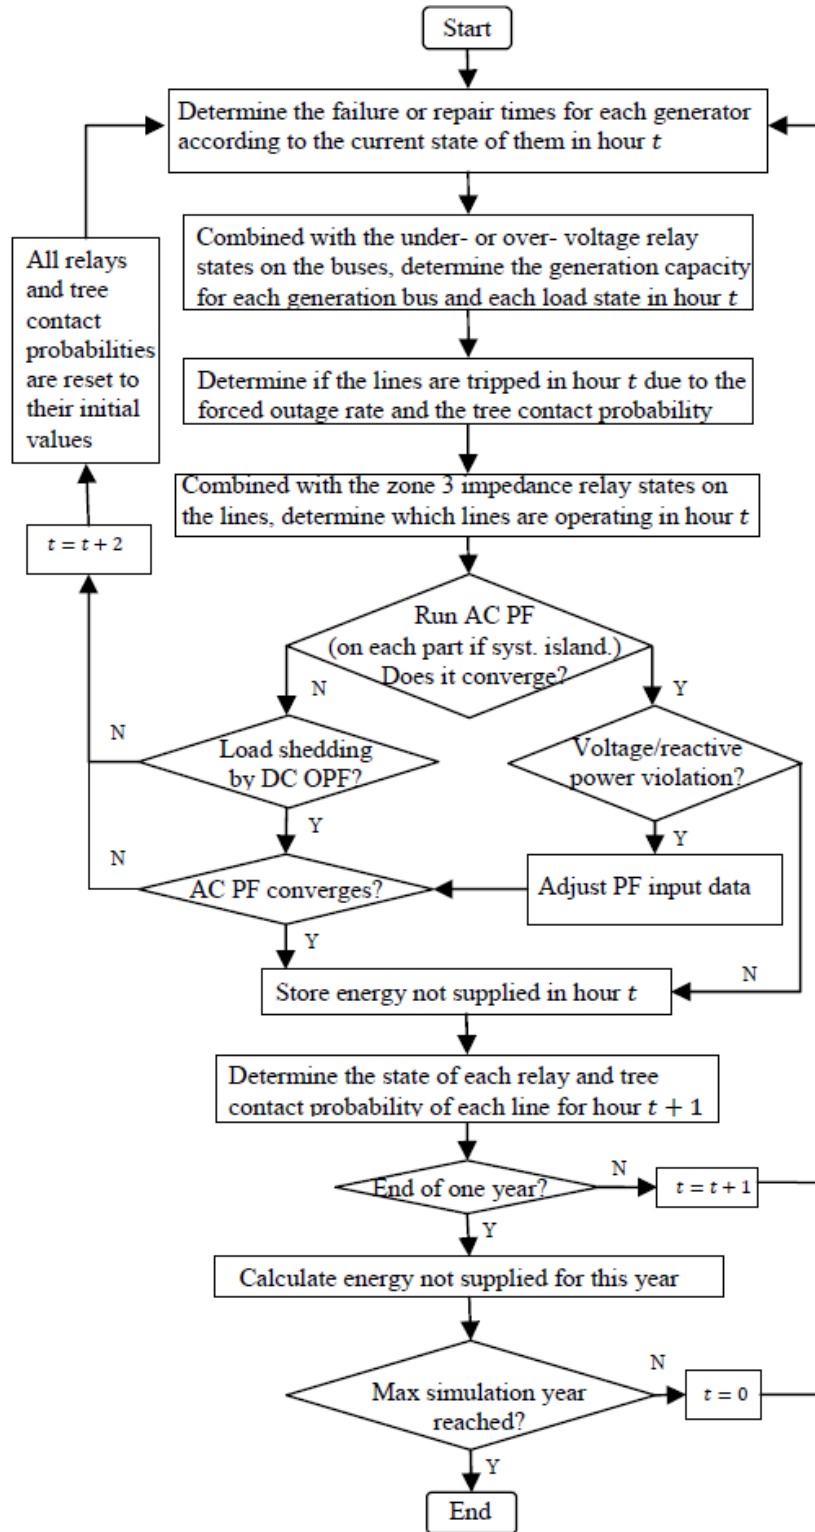 Start
Determine the failure or repair times for each generator
according to the current state of them in hour t
Combined with the under- or over- voltage relay
states on the buses, determine the generation capacity
for each generation bus and each load state in hour t
All relays
and tree
contact
probabilities
are reset to
their initial
values
Determine if the lines are tripped in hour t due to the
forced outage rate and the tree contact probability
Combined with the zone 3 impedance relay states on
the lines, determine which lines are operating in hour t
t = t + 2
Run AC PF
(on each part if syst. island.)
Does it converge?
N
Y
N
Load shedding
by DC OPF?
Voltage/reactive
power violation?
Y
Y
N
AC PF converges?
Adjust PF input data
Y
N
Store energy not supplied in hour t
Determine the state of each relay and tree
contact probability of each line for hour t + 1
End of one year?
N
t = t + 1
Y
Calculate energy not supplied for this year
Max simulation year
reached?
N
t = 0
Y
End